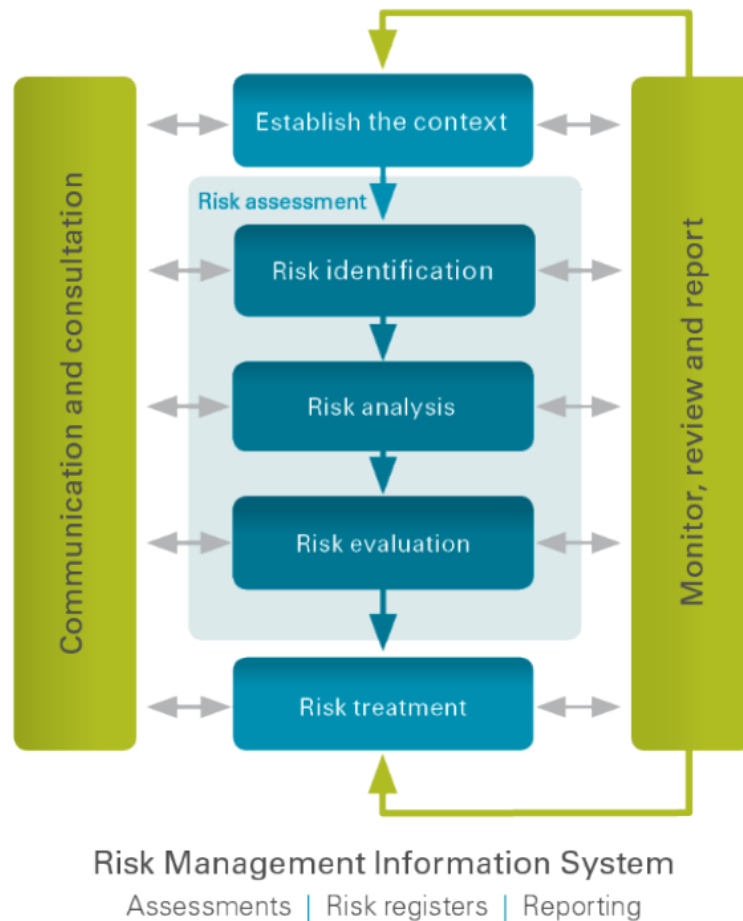 Establish the context
Risk assessment
Risk identification
Risk analysis
Risk evaluation
Risk treatment
Communication and consultation
Monitor, review and report
Risk Management Information System
Assessments | Risk registers | Reporting